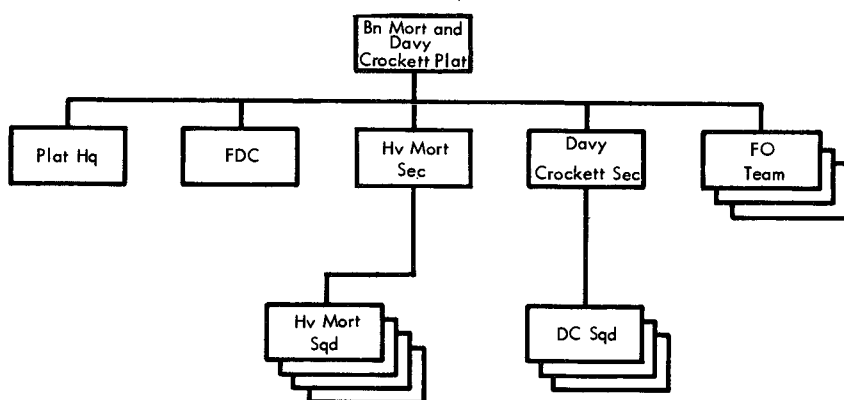 Bn Mort and
Davy
Crockett Plat
Plat Hq
FDC
Hv Mort
Sec
Davy
Crockett Sec
FO
Team
Hv Mort
Sqd
DC Sqd